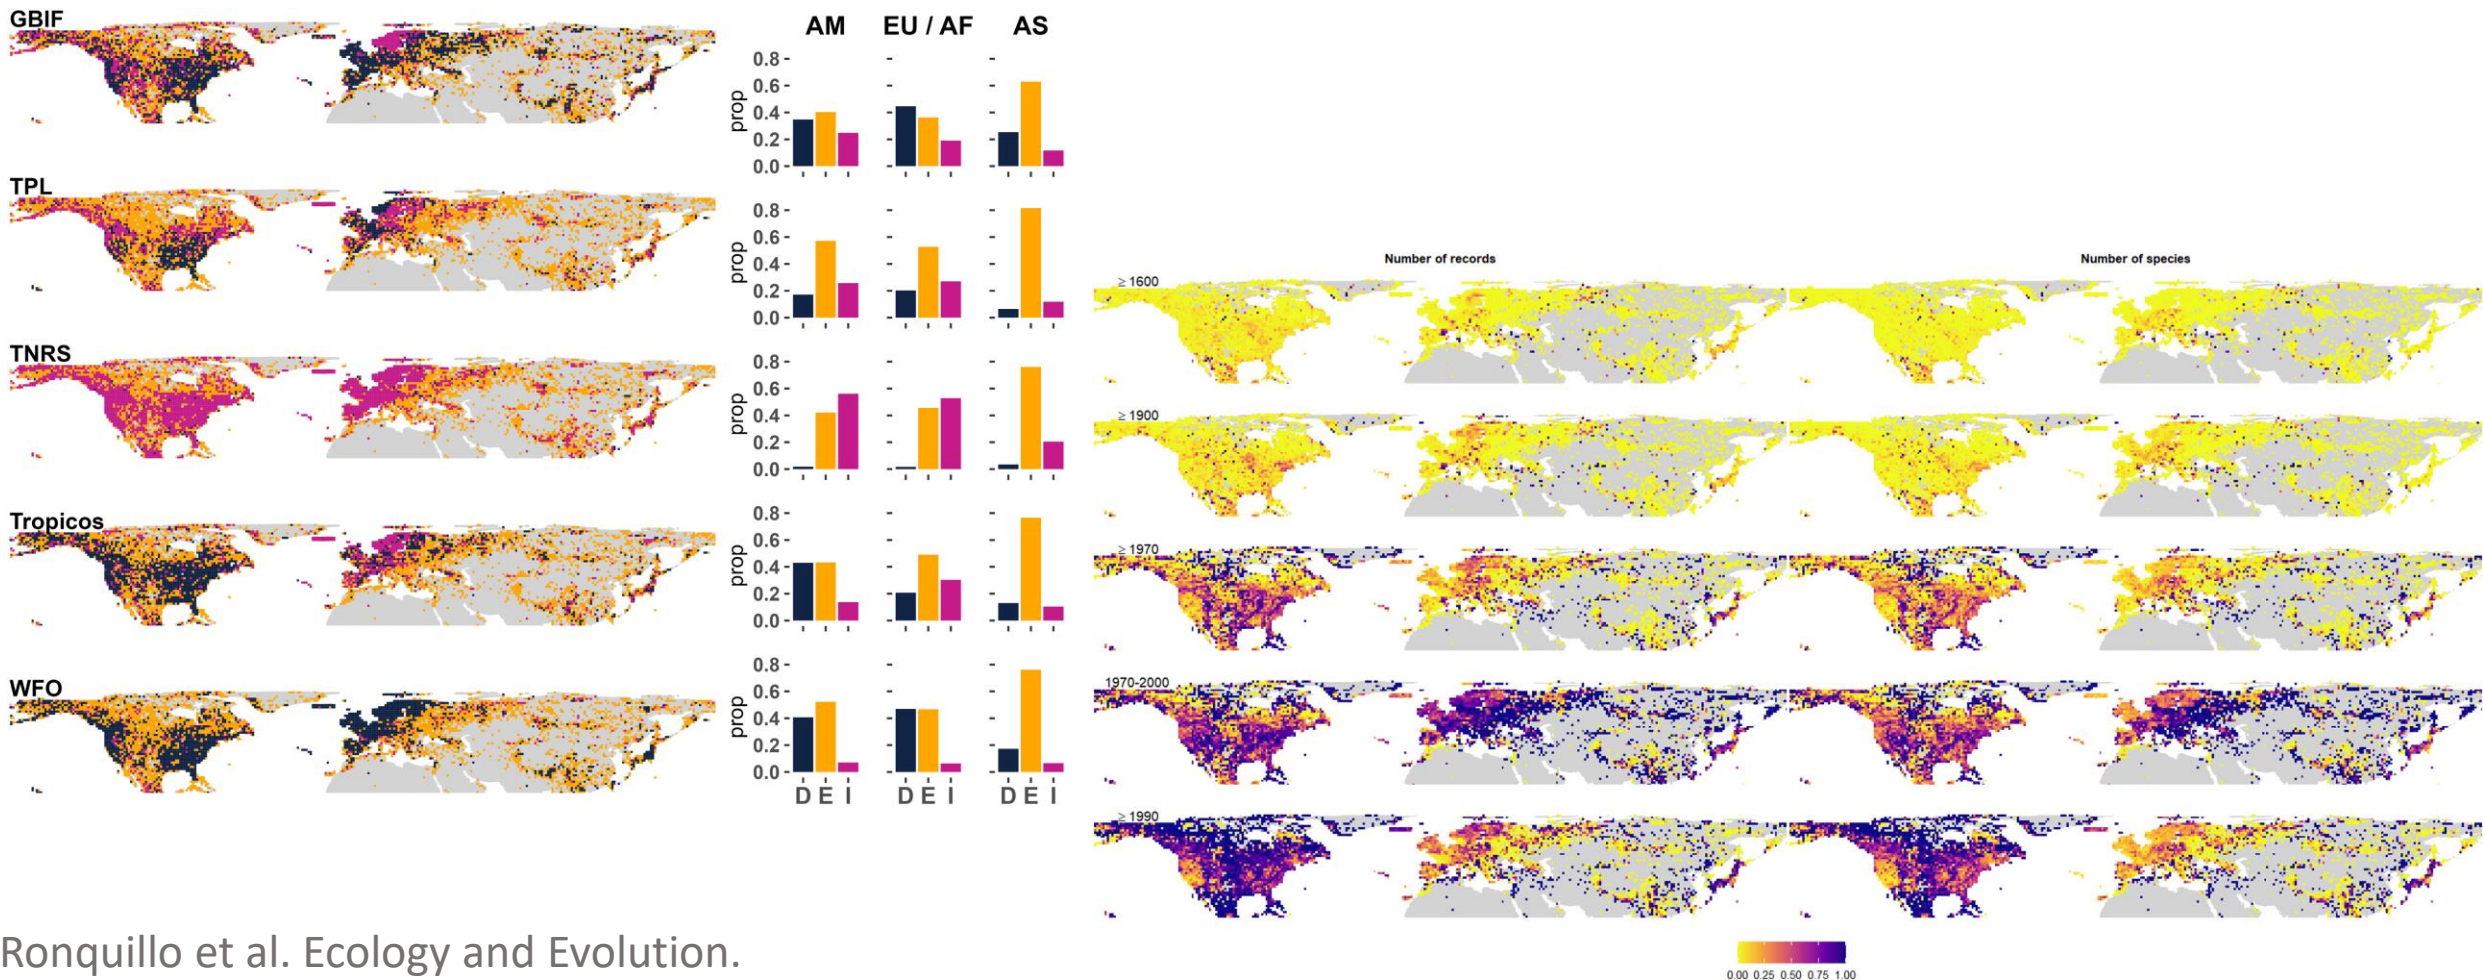 GBIF
AM EU / AF AS
prop
0.8
0.6
0.4
0.2
0.0
TPL
prop
0.8
0.6
0.4
0.2
0.0
TNRS
prop
0.8
0.6
0.4
0.2
0.0
Tropicos
prop
0.8
0.6
0.4
0.2
0.0
WFO
prop
0.8
0.6
0.4
0.2
0.0
D E I D E I D E I
Number of records Number of species
≥ 1600
≥ 1900
≥ 1970
1970-2000
≥ 1990
0.00 0.25 0.50 0.75 1.00
Ronquillo et al. Ecology and Evolution.